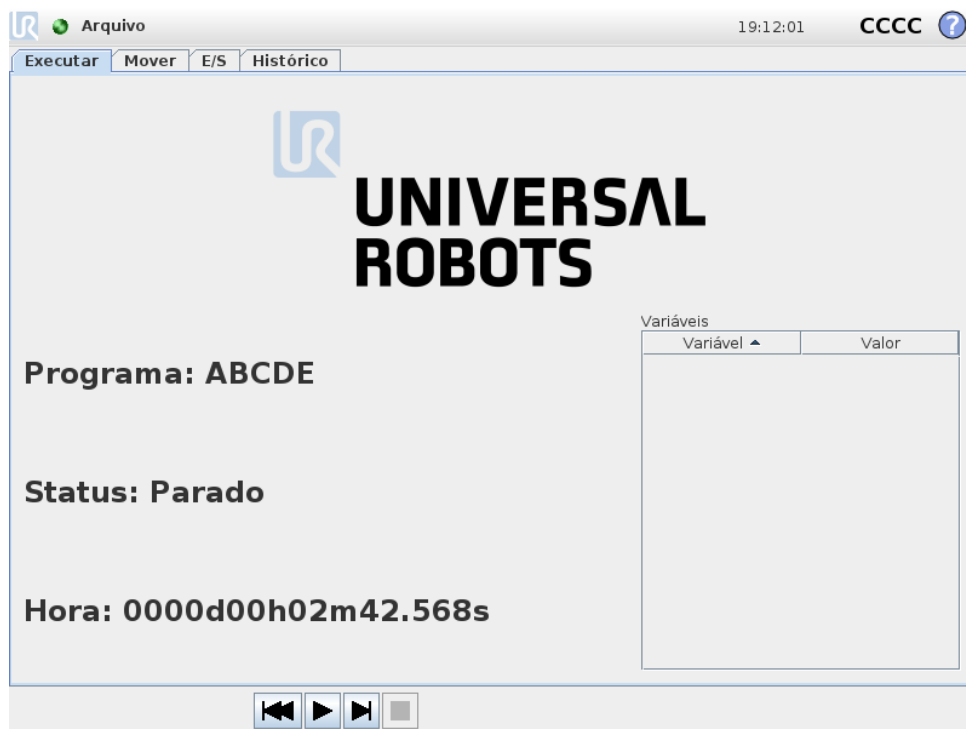 Arquivo
19:12:01
CCCC
?
Executar
Mover
E/S
Histórico
UR
UNIVERSAL
ROBOTS
Variáveis
Variável
Valor
Programa: ABCDE
Status: Parado
Hora: 0000d00h02m42.568s